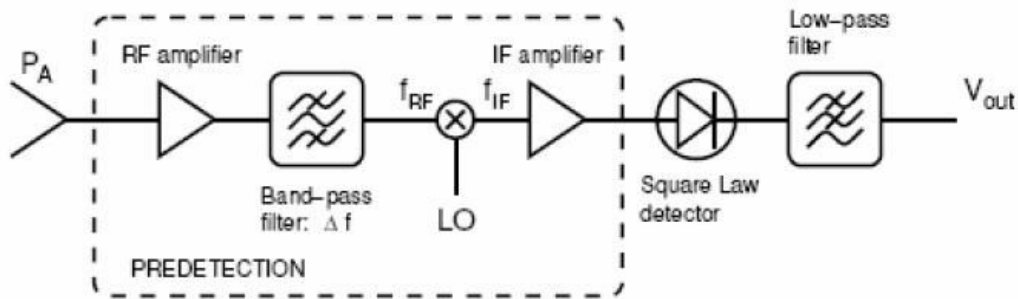 Low-pass
filter
RF amplifier
IF amplifier
P_A
f_RF
f_IF
V_out
Band-pass
filter: Δ f
LO
Square Law
detector
PREDETECTION